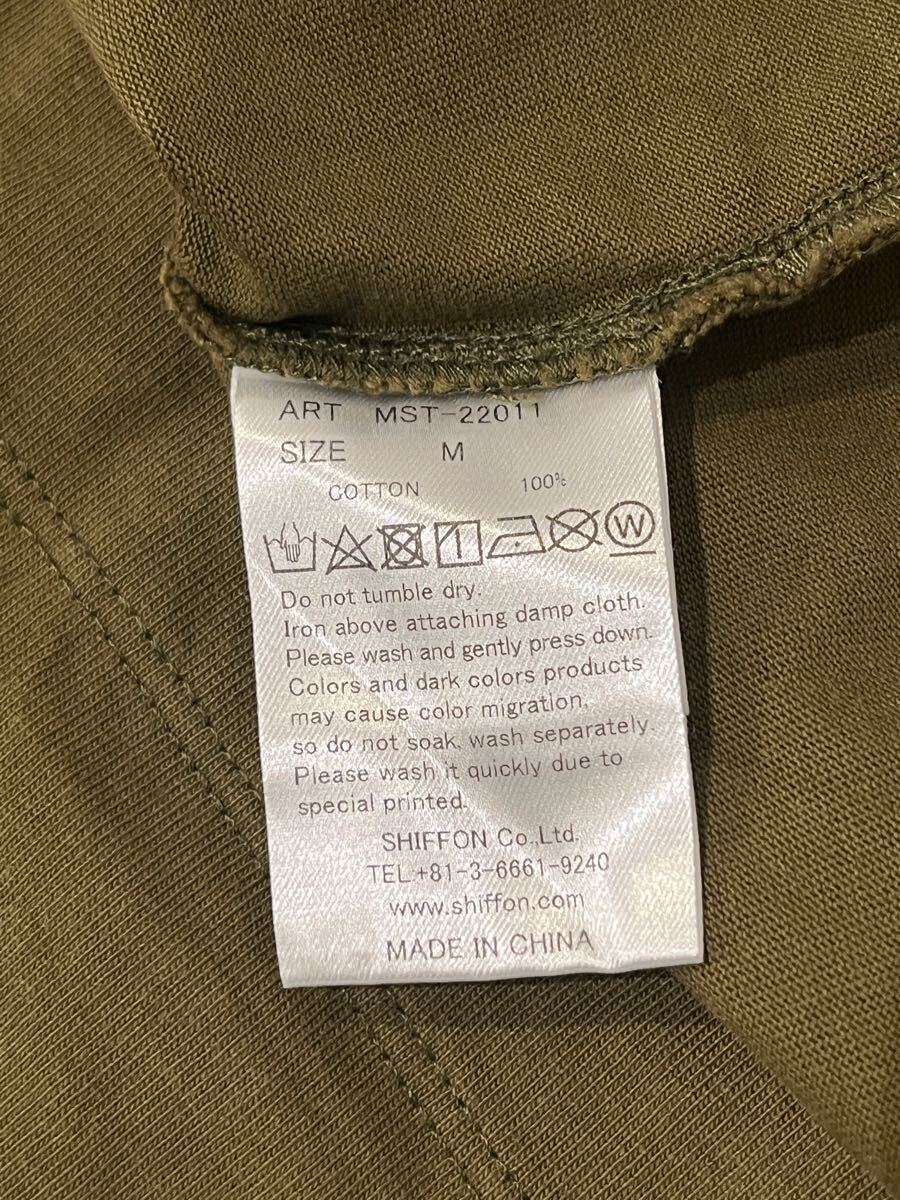 ART MST-22011
SIZE M
COTTON 100%
W
Do not tumble dry.
Iron above attaching damp cloth.
Please wash and gently press down.
Colors and dark colors products
may cause color migration,
so do not soak, wash separately.
Please wash it quickly due to
special printed.
SHIFFON Co.,Ltd.
TEL+81-3-6661-9240
www.shiffon.com
MADE IN CHINA